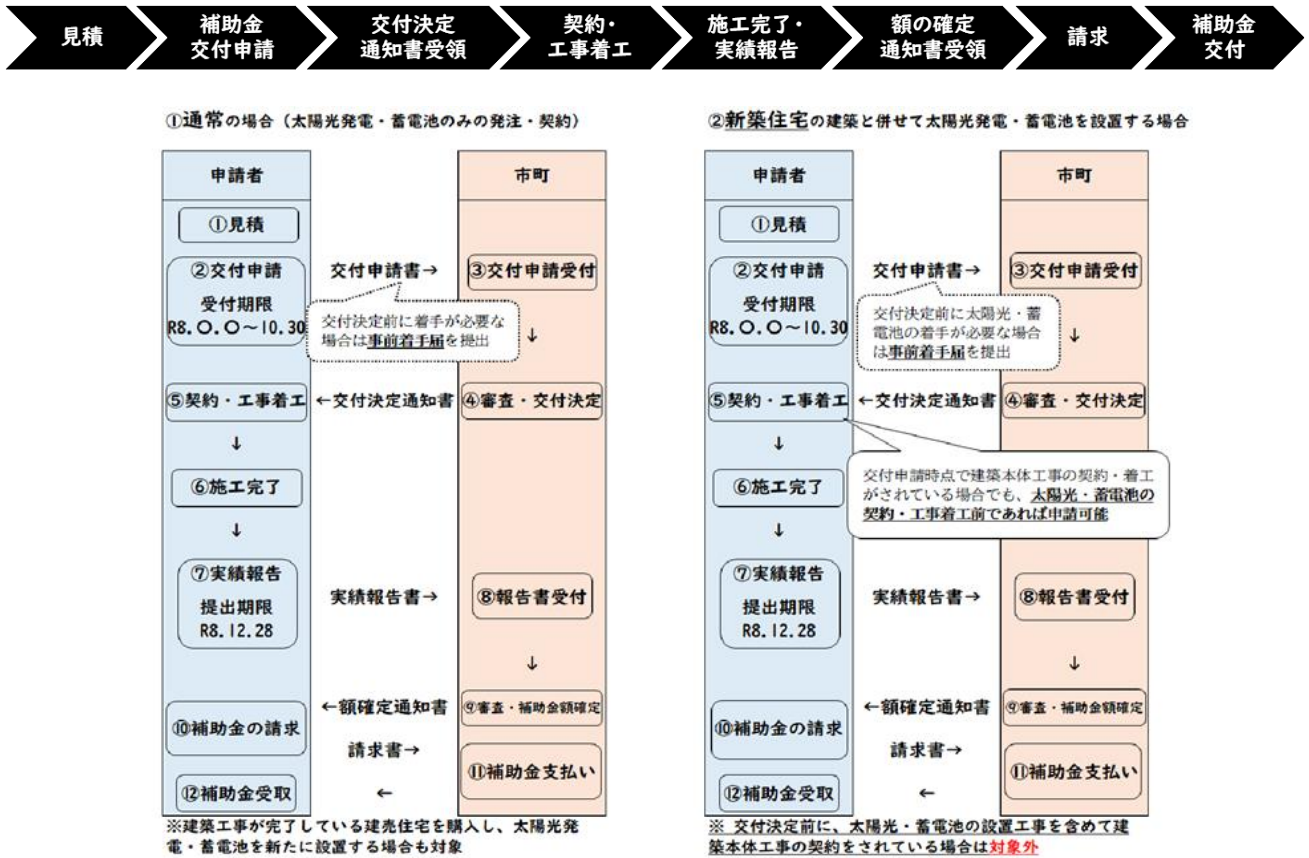 見積
補助金
交付申請
交付決定
通知書受領
契約・
工事着工
施工完了・
実績報告
額の確定
通知書受領
請求
補助金
交付
①通常の場合（太陽光発電・蓄電池のみの発注・契約）
申請者
市町
①見積
②交付申請
受付期限
R8.〇.〇～10.30
交付申請書→
③交付申請受付
交付決定前に着手が必要な
場合は事前着手届を提出
↓
⑤契約・工事着工
←交付決定通知書
④審査・交付決定
↓
⑥施工完了
↓
⑦実績報告
提出期限
R8.12.28
実績報告書→
⑧報告書受付
↓
←額確定通知書
⑨審査・補助金額確定
⑩補助金の請求
請求書→
⑪補助金支払い
⑫補助金受取
←
※建築工事が完了している建売住宅を購入し、太陽光発
電・蓄電池を新たに設置する場合も対象
②新築住宅の建築と併せて太陽光発電・蓄電池を設置する場合
申請者
市町
①見積
②交付申請
受付期限
R8.〇.〇～10.30
交付申請書→
③交付申請受付
交付決定前に太陽光・蓄
電池の着手が必要な場合
は事前着手届を提出
↓
⑤契約・工事着工
←交付決定通知書
④審査・交付決定
↓
交付申請時点で建築本体工事の契約・着工
がされている場合でも、太陽光・蓄電池の
契約・工事着工前であれば申請可能
⑥施工完了
↓
⑦実績報告
提出期限
R8.12.28
実績報告書→
⑧報告書受付
↓
←額確定通知書
⑨審査・補助金額確定
⑩補助金の請求
請求書→
⑪補助金支払い
⑫補助金受取
←
※ 交付決定前に、太陽光・蓄電池の設置工事を含めて建
築本体工事の契約をされている場合は対象外